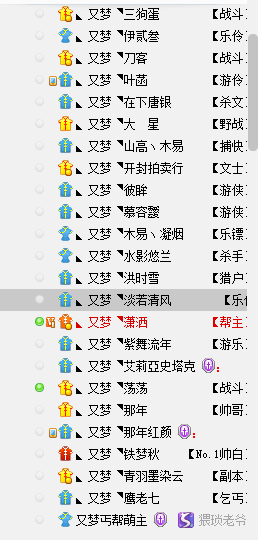 ◣ 又梦◥三狗蛋 【战斗
◣ 又梦◥伊贰叁 【乐伶
◣ 又梦◥刀客 【战斗
◣ 又梦◥叶菡 【游伶
◣ 又梦◥在下唐银 【杀文
◣ 又梦◥大 星 【野战
◣ 又梦◥山高丶木易 【捕快
◣ 又梦◥开封拍卖行 【文士
◣ 又梦◥彼眸 【游侠
◣ 又梦◥慕容 【游侠
◣ 又梦◥木易丶凝烟 【乐镖
◣ 又梦◥水影悠兰 【杀手
◣ 又梦◥洪时雪 【猎户
◣ 又梦◥淡若清风 【乐伶
◣ 又梦◥潇洒 【帮主
◣ 又梦◥紫舞流年 【游乐
◣ 又梦◥艾莉亞史塔克
◣ 又梦◥荡荡 【战斗
◣ 又梦◥那年 【帅哥
◣ 又梦◥那年红颜
◣ 又梦◥铁梦秋 【No.1帅白
◣ 又梦◥青羽墨染云 【副本
◣ 又梦◥鹰老七 【乞丐
又梦丐帮萌主
猥琐老爷